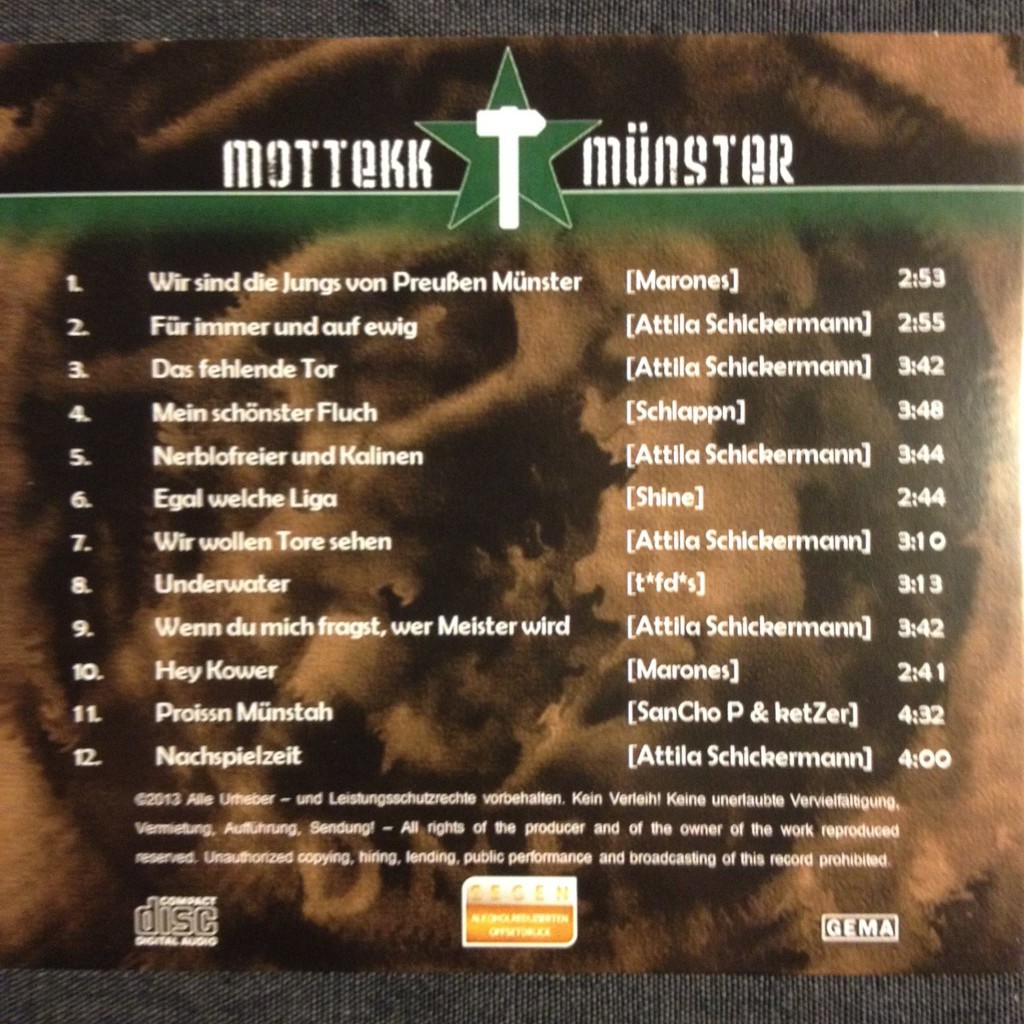 MOTTEKK MÜNSTER
1. Wir sind die Jungs von Preußen Münster [Marones] 2:53
2. Für immer und auf ewig [Attila Schickermann] 2:55
3. Das fehlende Tor [Attila Schickermann] 3:42
4. Mein schönster Fluch [Schlappn] 3:48
5. Nerblofreier und Kalinen [Attila Schickermann] 3:44
6. Egal welche Liga [Shine] 2:44
7. Wir wollen Tore sehen [Attila Schickermann] 3:10
8. Underwater [t*fd*s] 3:13
9. Wenn du mich fragst, wer Meister wird [Attila Schickermann] 3:42
10. Hey Kower [Marones] 2:41
11. Proissn Münstah [SanCho P & ketZer] 4:32
12. Nachspielzeit [Attila Schickermann] 4:00
©2013 Alle Urheber – und Leistungsschutzrechte vorbehalten. Kein Verleih! Keine unerlaubte Vervielfältigung,
Vermietung, Aufführung, Sendung! – All rights of the producer and of the owner of the work reproduced
reserved. Unauthorized copying, hiring, lending, public performance and broadcasting of this record prohibited.
COMPACT
disc
DIGITAL AUDIO
GEGEN
ALKOHOLREDUZIERTEN
OFFSETDRUCK
GEMA